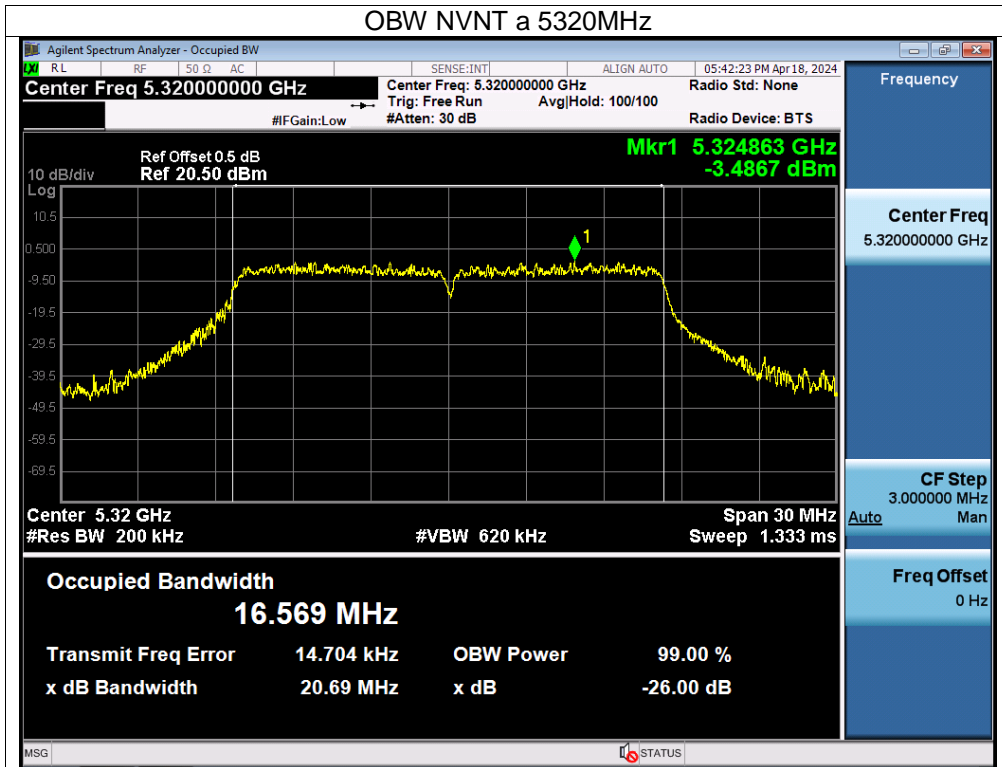 OBW NVNT a 5320MHz
Agilent Spectrum Analyzer - Occupied BW
LXI RL RF 50 Ω AC SENSE:INT ALIGN AUTO 05:42:23 PM Apr 18, 2024
Center Freq 5.320000000 GHz
Center Freq: 5.320000000 GHz Radio Std: None
Trig: Free Run Avg|Hold: 100/100
#IFGain:Low #Atten: 30 dB Radio Device: BTS
Mkr1 5.324863 GHz
-3.4867 dBm
Ref Offset 0.5 dB
10 dB/div Ref 20.50 dBm
Log
10.5
0.500
-9.50
-19.5
-29.5
-39.5
-49.5
-59.5
-69.5
1
Center 5.32 GHz Span 30 MHz
#Res BW 200 kHz #VBW 620 kHz Sweep 1.333 ms
Occupied Bandwidth
16.569 MHz
Transmit Freq Error 14.704 kHz OBW Power 99.00 %
x dB Bandwidth 20.69 MHz x dB -26.00 dB
Frequency
Center Freq
5.320000000 GHz
CF Step
3.000000 MHz
Auto Man
Freq Offset
0 Hz
MSG STATUS